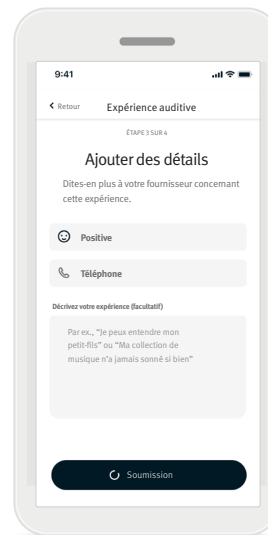 9:41
Retour
Expérience auditive
ÉTAPE 3 SUR 4
Ajouter des détails
Dites-en plus à votre fournisseur concernant
cette expérience.
Positive
Téléphone
Décrivez votre expérience (facultatif)
Par ex., “Je peux entendre mon
petit-fils” ou “Ma collection de
musique n’a jamais sonné si bien”
Soumission